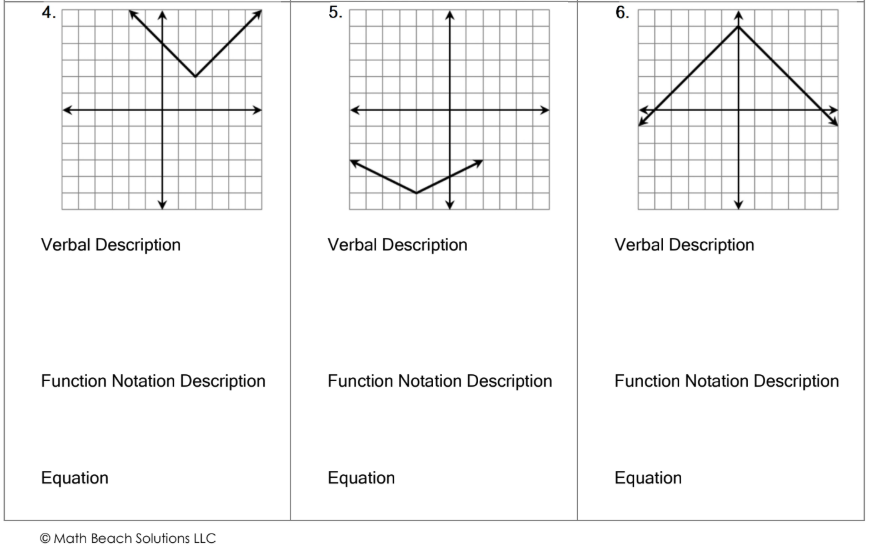 4. 5. 6.
Verbal Description Verbal Description Verbal Description
Function Notation Description Function Notation Description Function Notation Description
Equation Equation Equation
© Math Beach Solutions LLC